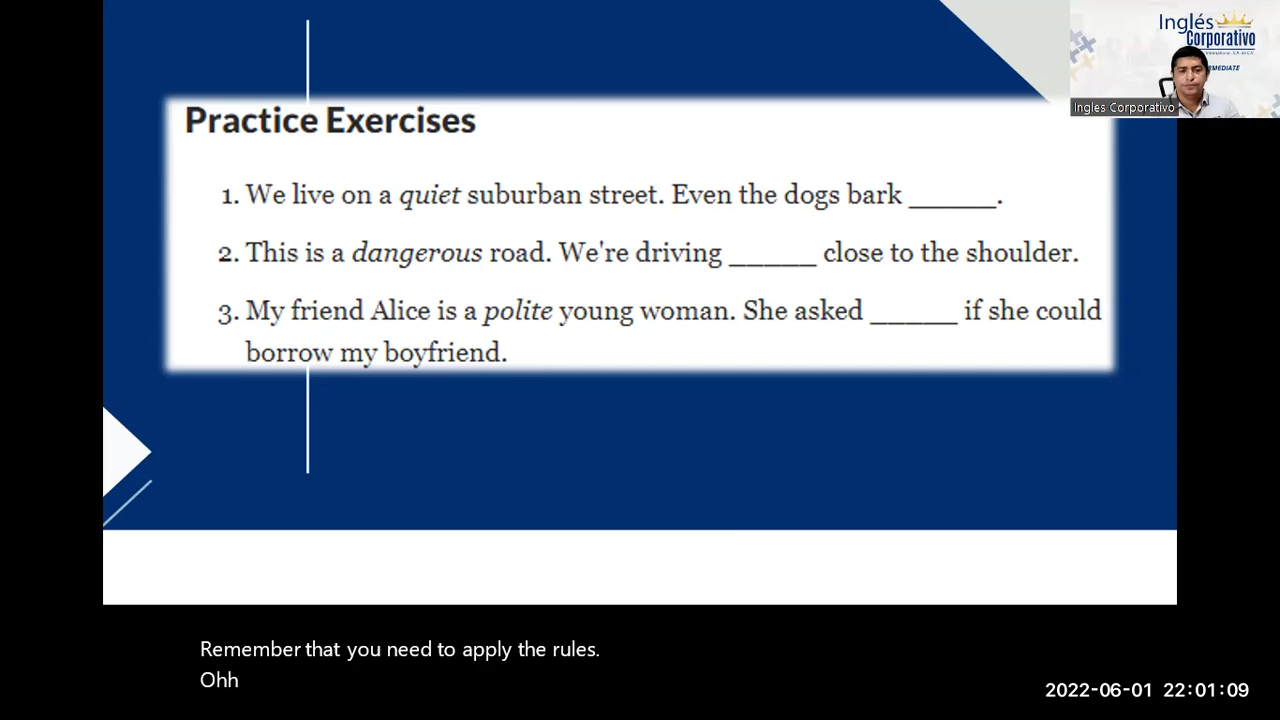 Inglés
Corporativo
Ingles Corporativo
Practice Exercises
1. We live on a quiet suburban street. Even the dogs bark ______.
2. This is a dangerous road. We're driving ______ close to the shoulder.
3. My friend Alice is a polite young woman. She asked ______ if she could
borrow my boyfriend.
Remember that you need to apply the rules.
Ohh
2022-06-01 22:01:09